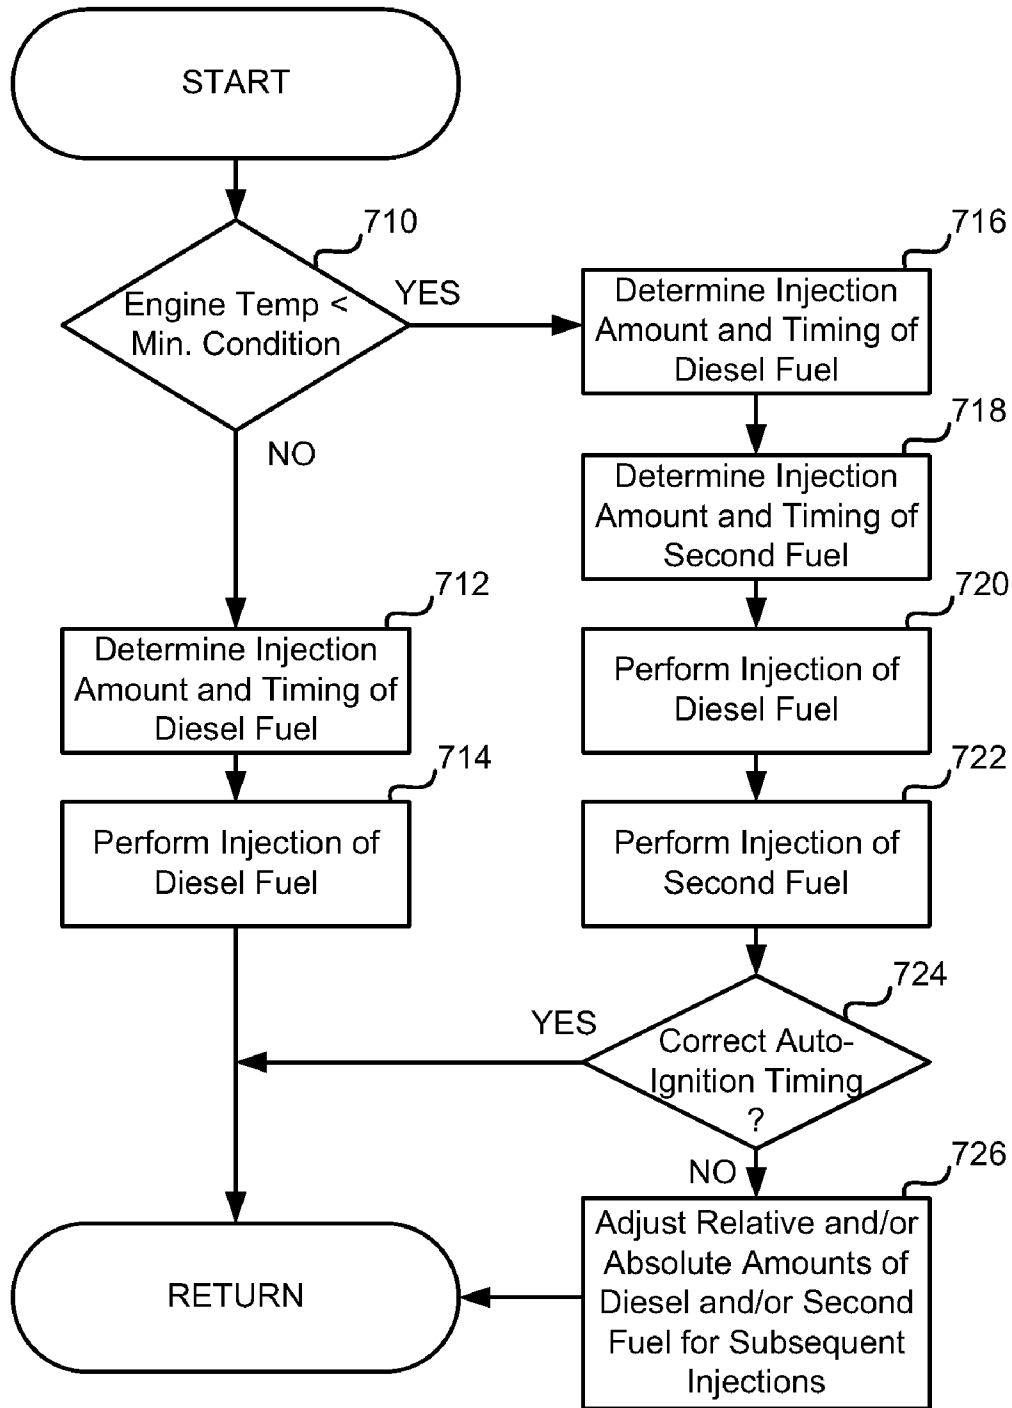 START
710
Engine Temp <
Min. Condition
YES
NO
712
Determine Injection
Amount and Timing of
Diesel Fuel
714
Perform Injection of
Diesel Fuel
716
Determine Injection
Amount and Timing of
Diesel Fuel
718
Determine Injection
Amount and Timing of
Second Fuel
720
Perform Injection of
Diesel Fuel
722
Perform Injection of
Second Fuel
724
Correct Auto-
Ignition Timing
?
YES
NO
726
Adjust Relative and/or
Absolute Amounts of
Diesel and/or Second
Fuel for Subsequent
Injections
RETURN